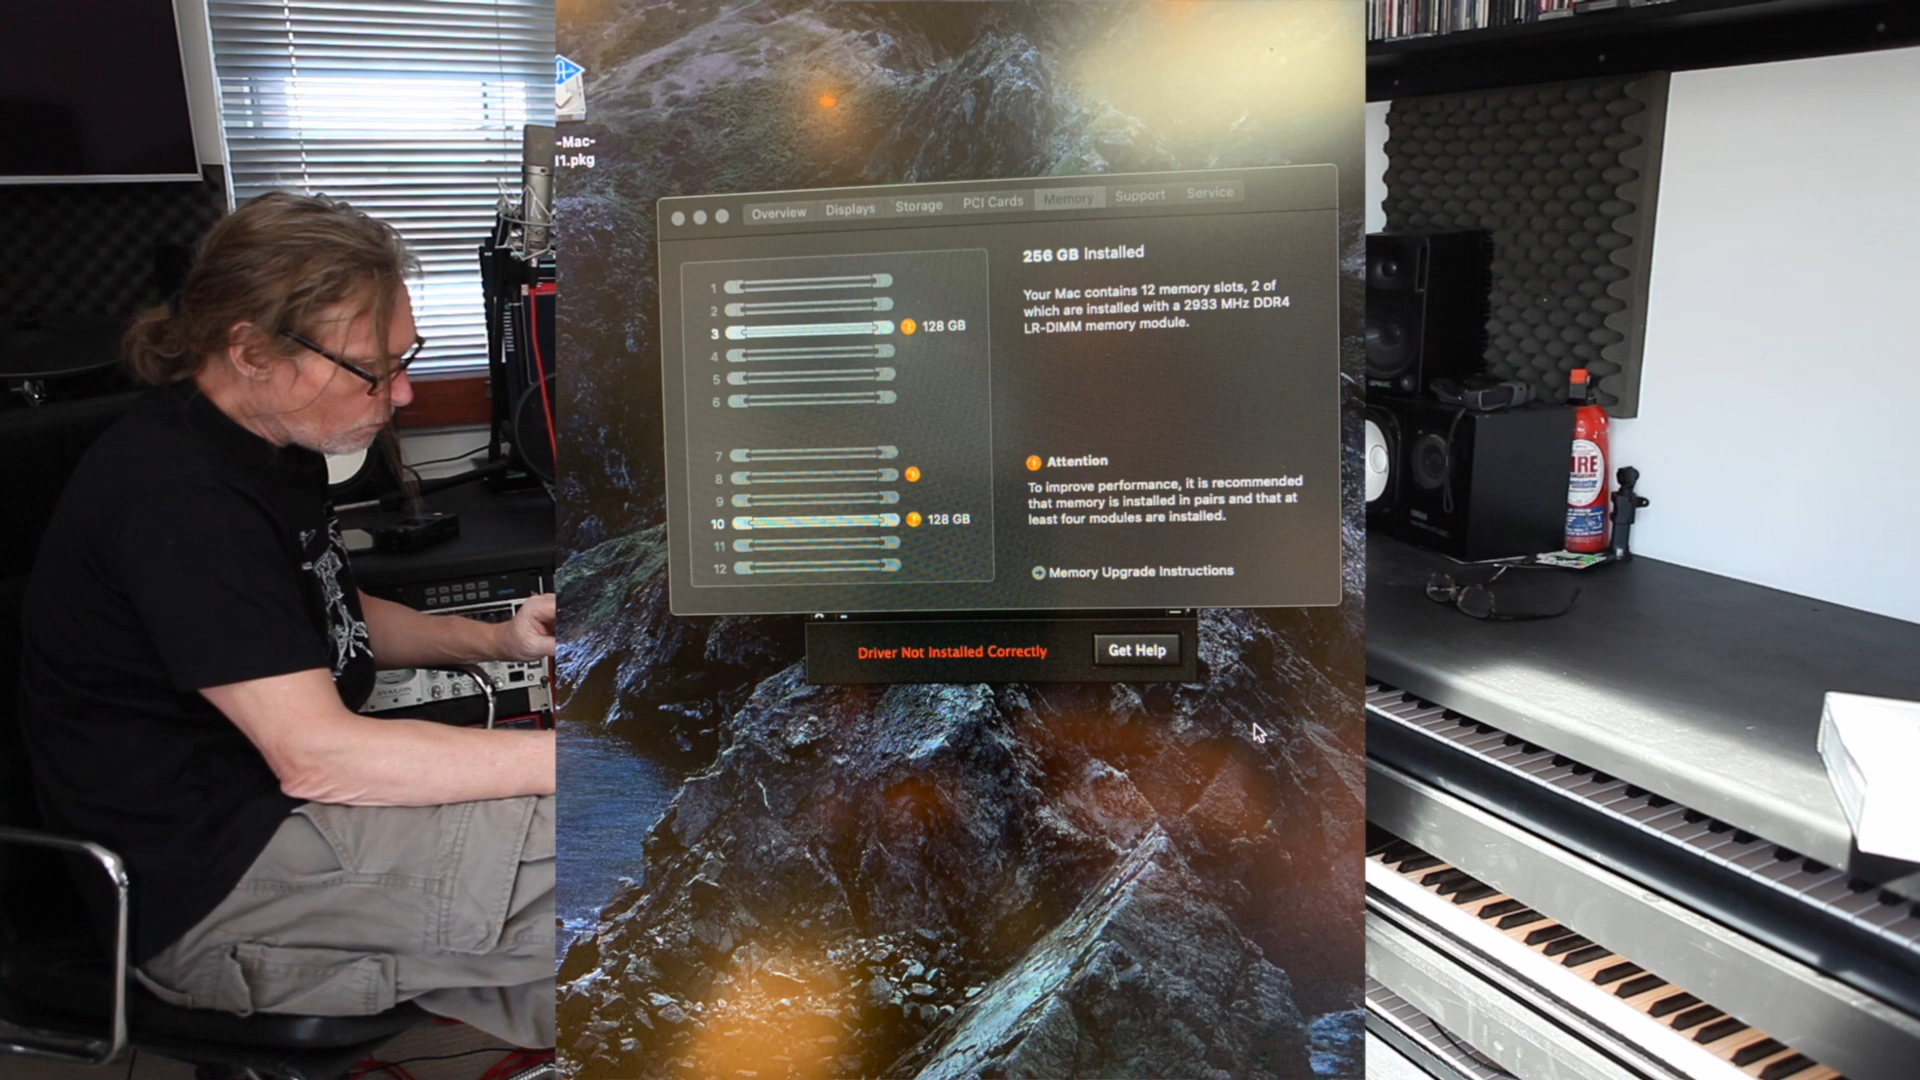 -Mac-
11.pkg
Overview Displays Storage PCI Cards Memory Support Service
256 GB Installed
Your Mac contains 12 memory slots, 2 of
which are installed with a 2933 MHz DDR4
LR-DIMM memory module.
1
2
3 128 GB
4
5
6
7
8
9
10 128 GB
11
12
Attention
To improve performance, it is recommended
that memory is installed in pairs and that at
least four modules are installed.
Memory Upgrade Instructions
Driver Not Installed Correctly
Get Help
AVALON
IRE
YAMAHA